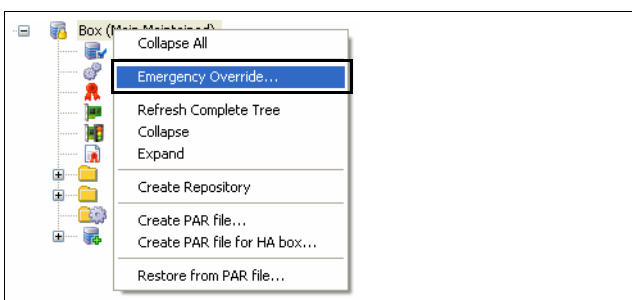 Box (Main Maintained)
Collapse All
Emergency Override...
Refresh Complete Tree
Collapse
Expand
Create Repository
Create PAR file...
Create PAR file for HA box...
Restore from PAR file...